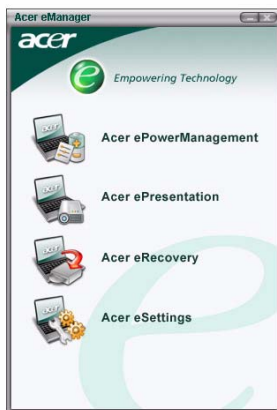 Acer eManager
acer
e Empowering Technology
Acer ePowerManagement
Acer ePresentation
Acer eRecovery
Acer eSettings